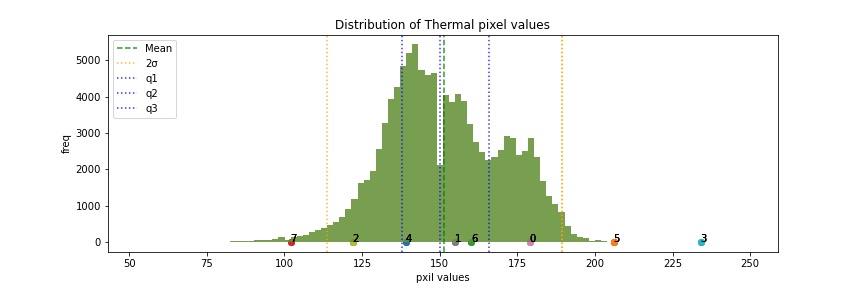 Distribution of Thermal pixel values
Mean
2σ
q1
q2
q3
freq
5000
4000
3000
2000
1000
0
7 2 4 1 6 0 5 3
50 75 100 125 150 175 200 225 250
pxil values